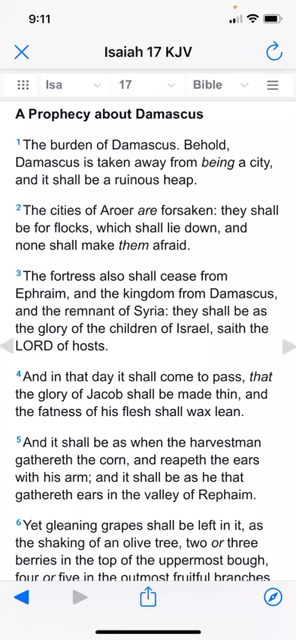 9:11
Isaiah 17 KJV
Isa 17 Bible
A Prophecy about Damascus
1 The burden of Damascus. Behold,
Damascus is taken away from being a city,
and it shall be a ruinous heap.
2 The cities of Aroer are forsaken: they shall
be for flocks, which shall lie down, and
none shall make them afraid.
3 The fortress also shall cease from
Ephraim, and the kingdom from Damascus,
and the remnant of Syria: they shall be as
the glory of the children of Israel, saith the
LORD of hosts.
4 And in that day it shall come to pass, that
the glory of Jacob shall be made thin, and
the fatness of his flesh shall wax lean.
5 And it shall be as when the harvestman
gathereth the corn, and reapeth the ears
with his arm; and it shall be as he that
gathereth ears in the valley of Rephaim.
6 Yet gleaning grapes shall be left in it, as
the shaking of an olive tree, two or three
berries in the top of the uppermost bough,
four or five in the outmost fruitful branches